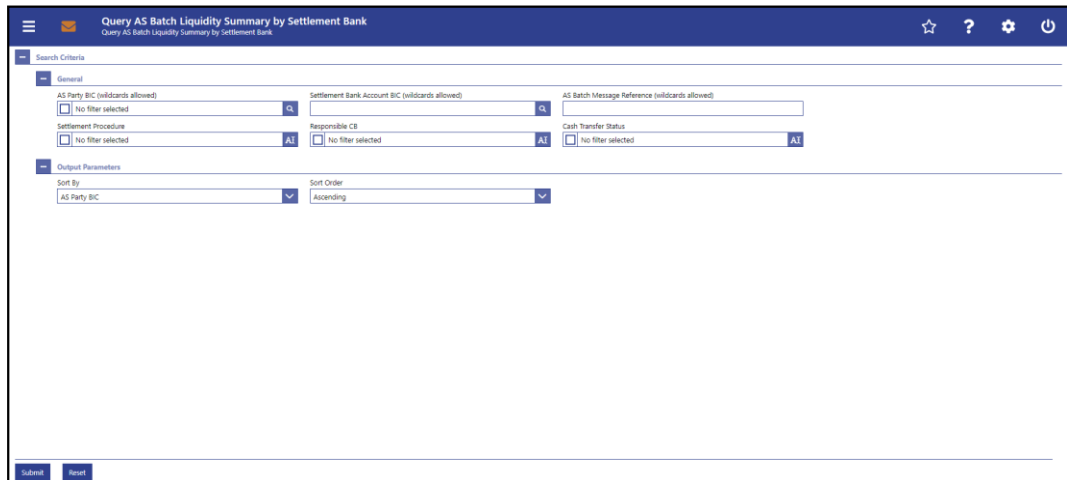 Query AS Batch Liquidity Summary by Settlement Bank
Query AS Batch Liquidity Summary by Settlement Bank
Search Criteria
General
AS Party BIC (wildcards allowed) Settlement Bank Account BIC (wildcards allowed) AS Batch Message Reference (wildcards allowed)
No filter selected
Settlement Procedure Responsible CB Cash Transfer Status
No filter selected AI No filter selected AI No filter selected AI
Output Parameters
Sort By Sort Order
AS Party BIC Ascending
Submit Reset